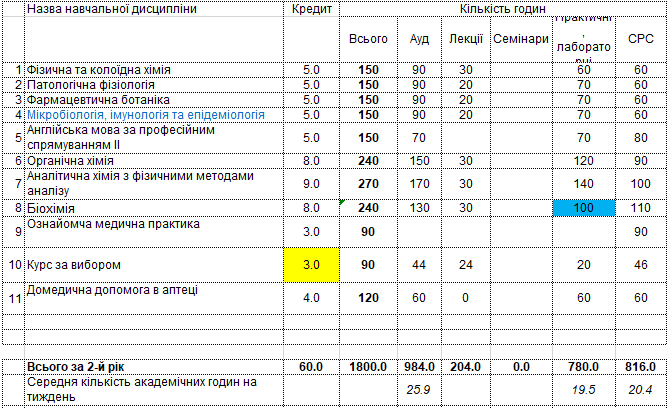 Назва навчальної дисципліни Кредит Кількість годин
Всього Ауд Лекції Семінари Практичні, лабораторні СРС
1 Фізична та колоїдна хімія 5.0 150 90 30 60 60
2 Патологічна фізіологія 5.0 150 90 20 70 60
3 Фармацевтична ботаніка 5.0 150 90 20 70 60
4 Мікробіологія, імунологія та епідеміологія 5.0 150 90 20 70 60
5 Англійська мова за професійним спрямуванням ІІ 5.0 150 70 70 80
6 Органічна хімія 8.0 240 150 30 120 90
7 Аналітична хімія з фізичними методами аналізу 9.0 270 170 30 140 100
8 Біохімія 8.0 240 130 30 100 110
9 Ознайомча медична практика 3.0 90 90
10 Курс за вибором 3.0 90 44 24 20 46
11 Домедична допомога в аптеці 4.0 120 60 0 60 60
Всього за 2-й рік 60.0 1800.0 984.0 204.0 0.0 780.0 816.0
Середня кількість академічних годин на тиждень 25.9 19.5 20.4